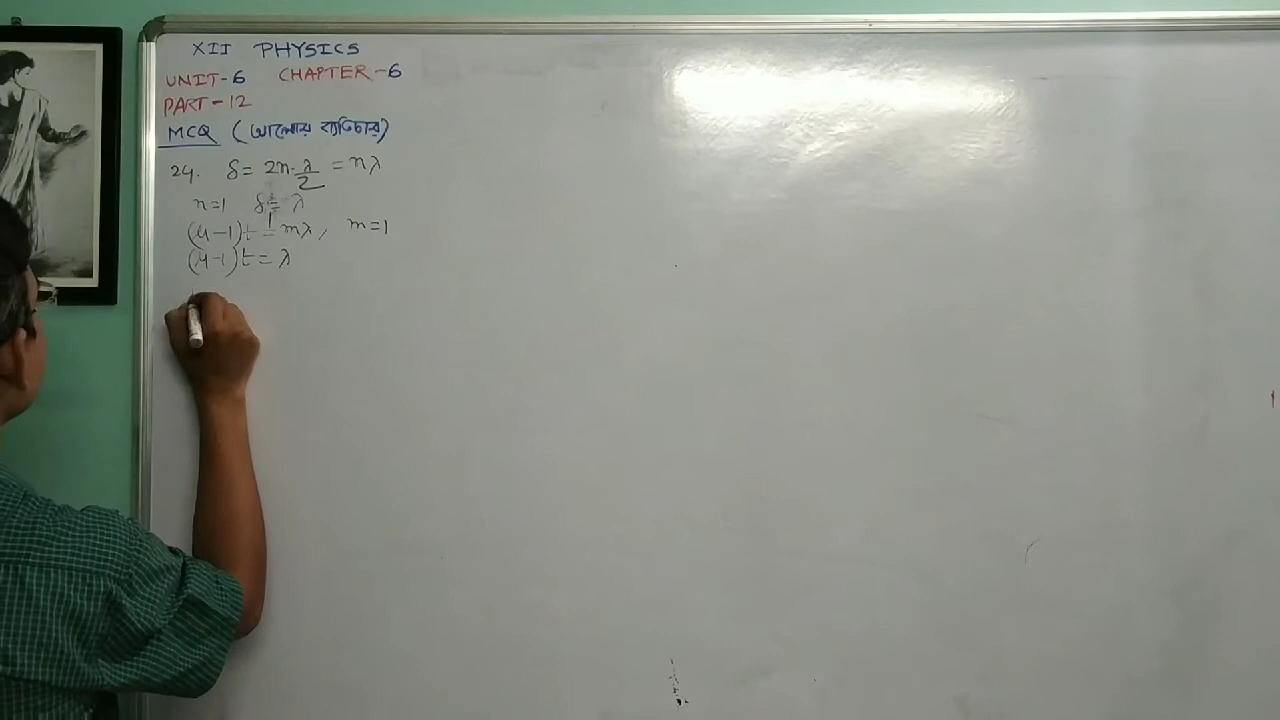 XII PHYSICS
UNIT-6 CHAPTER-6
PART-12
MCQ (আলোর ব্যতিচার)
24. δ = 2n·λ/2 = nλ
n=1 δ = λ
(μ-1)t = mλ, m=1
(μ-1)t = λ